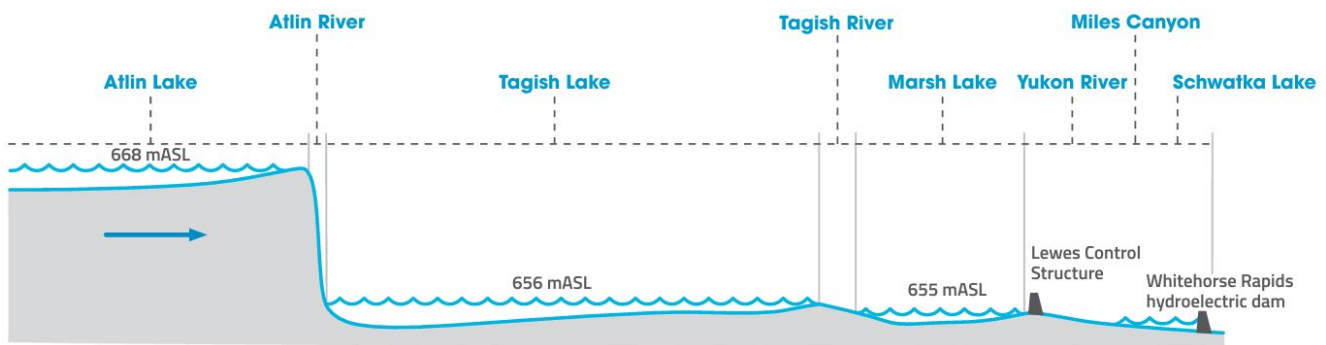 Atlin River
Tagish River
Miles Canyon
Atlin Lake
Tagish Lake
Marsh Lake
Yukon River
Schwatka Lake
668 mASL
656 mASL
655 mASL
Lewes Control
Structure
Whitehorse Rapids
hydroelectric dam